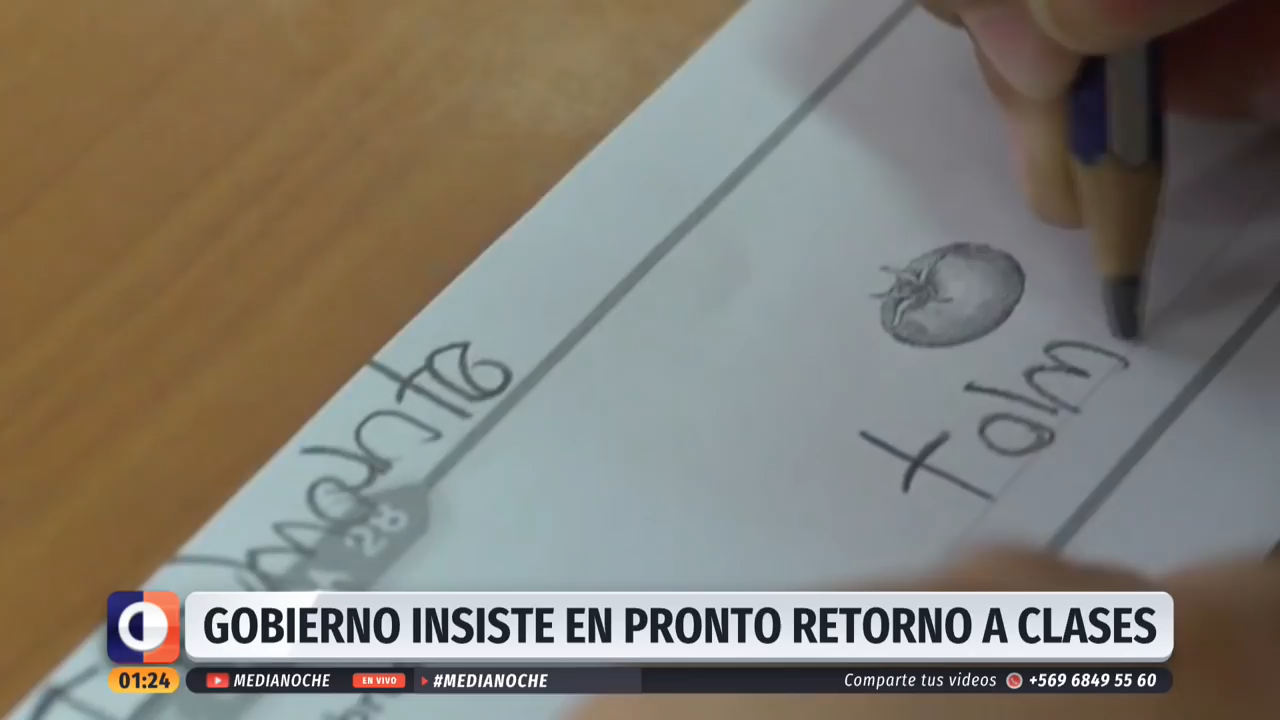 28
tom
GOBIERNO INSISTE EN PRONTO RETORNO A CLASES
01:24
MEDIANOCHE
EN VIVO
#MEDIANOCHE
Comparte tus videos
+569 6849 55 60